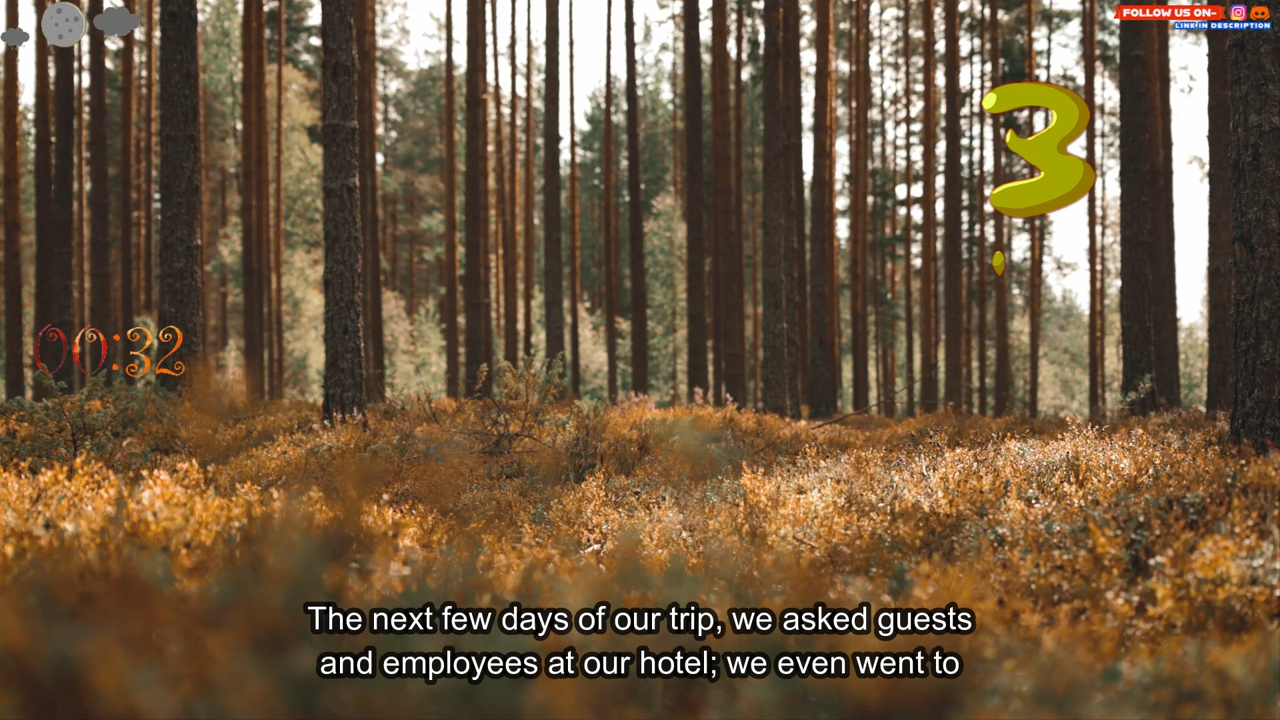 FOLLOW US ON-
LINK IN DESCRIPTION
3
00:32
The next few days of our trip, we asked guests
and employees at our hotel; we even went to